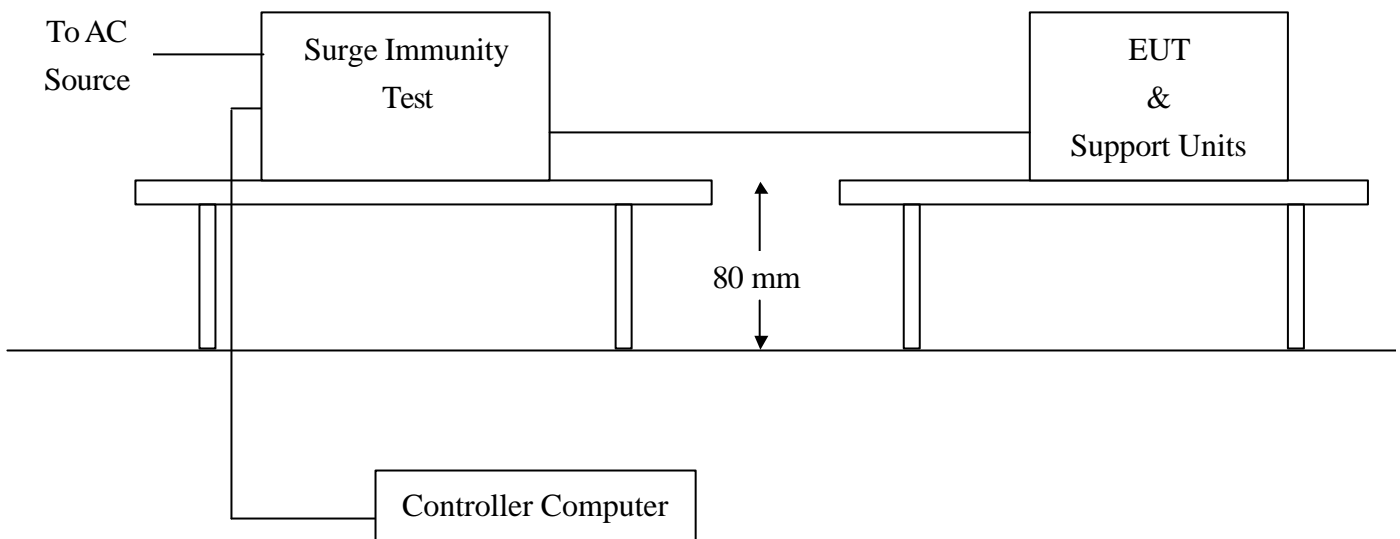 To AC
Source
Surge Immunity
Test
EUT
&
Support Units
80 mm
Controller Computer